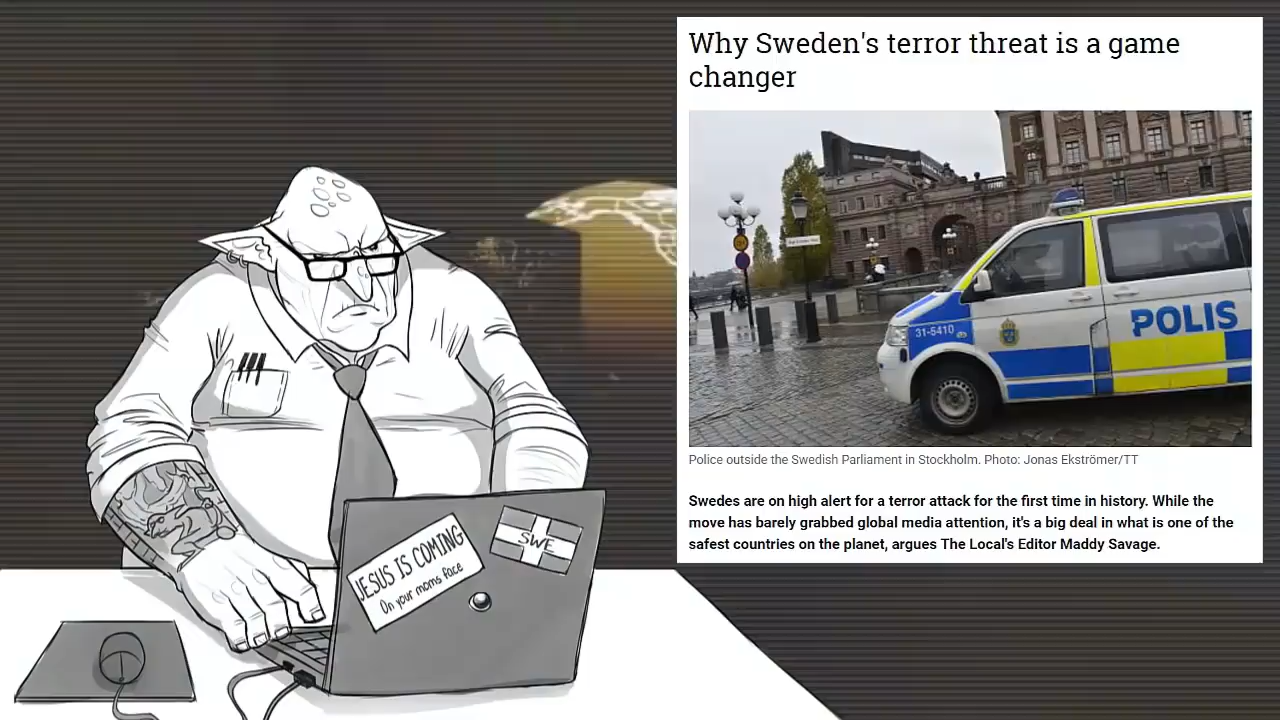 Why Sweden's terror threat is a game
changer
31-5410
POLIS
Police outside the Swedish Parliament in Stockholm. Photo: Jonas Ekströmer/TT
Swedes are on high alert for a terror attack for the first time in history. While the
move has barely grabbed global media attention, it's a big deal in what is one of the
safest countries on the planet, argues The Local's Editor Maddy Savage.
JESUS IS COMING
On your moms face
SWE